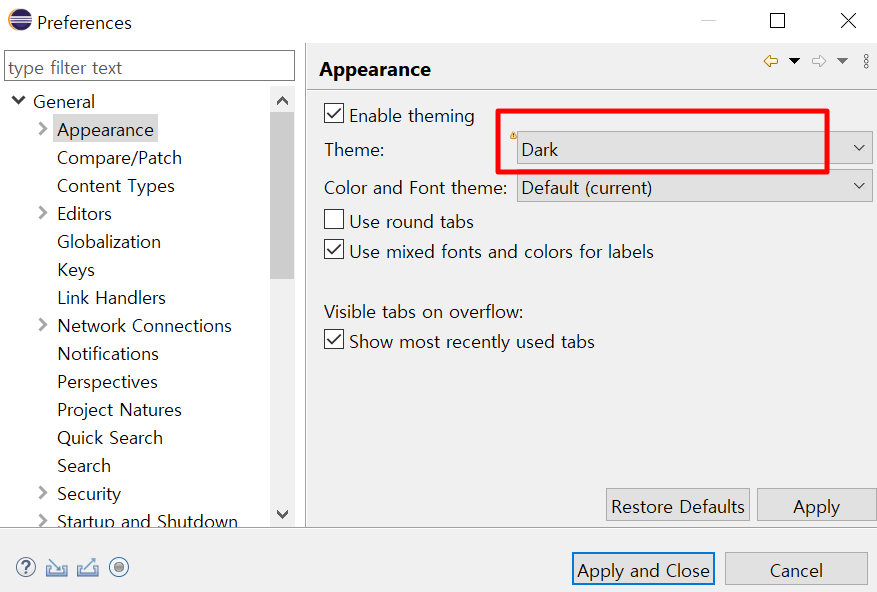 Preferences
type filter text
General
Appearance
Compare/Patch
Content Types
Editors
Globalization
Keys
Link Handlers
Network Connections
Notifications
Perspectives
Project Natures
Quick Search
Search
Security
Startup and Shutdown
Appearance
Enable theming
Theme: Dark
Color and Font theme: Default (current)
Use round tabs
Use mixed fonts and colors for labels
Visible tabs on overflow:
Show most recently used tabs
Restore Defaults Apply
Apply and Close Cancel